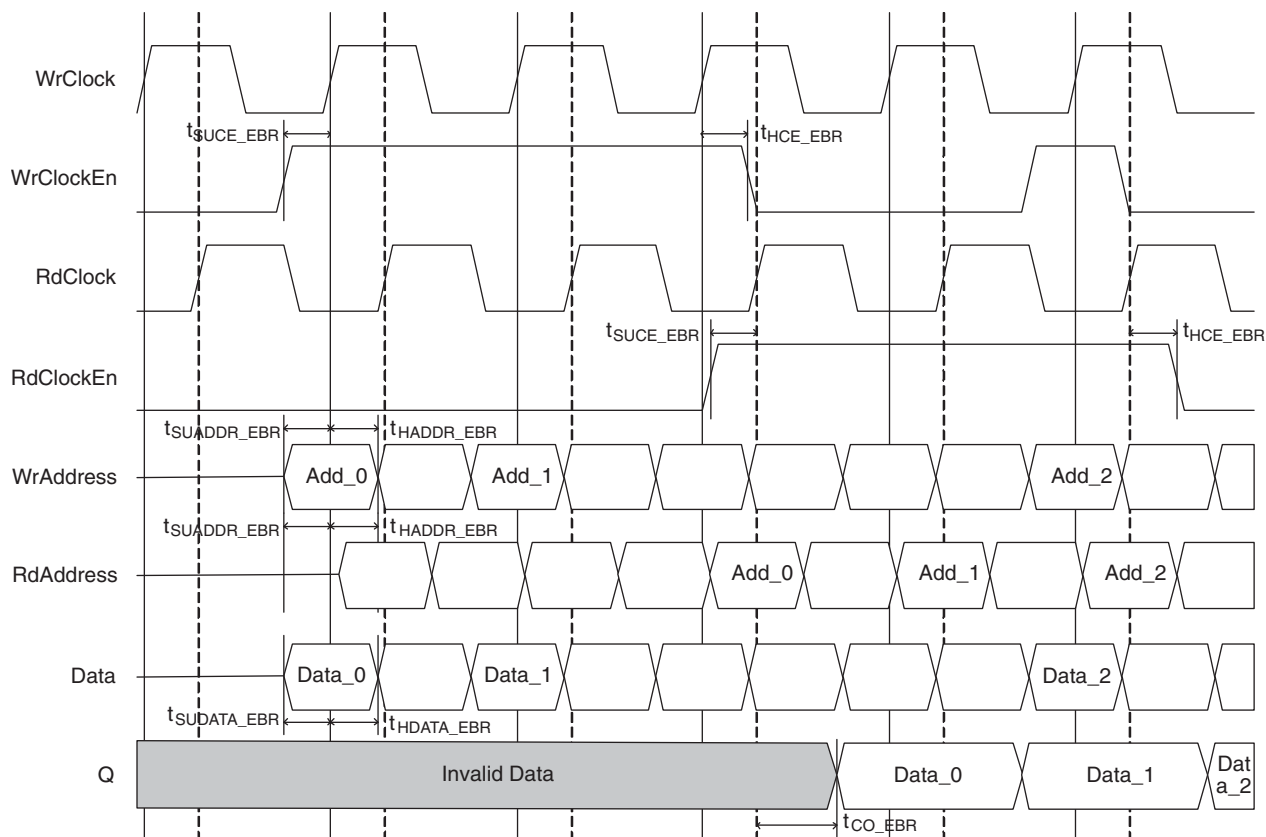 WrClock
tSUCE_EBR
tHCE_EBR
WrClockEn
RdClock
tSUCE_EBR
tHCE_EBR
RdClockEn
tSUADDR_EBR
tHADDR_EBR
WrAddress
Add_0
Add_1
Add_2
tSUADDR_EBR
tHADDR_EBR
RdAddress
Add_0
Add_1
Add_2
Data
Data_0
Data_1
Data_2
tSUDATA_EBR
tHDATA_EBR
Q
Invalid Data
Data_0
Data_1
Dat
a_2
tCO_EBR